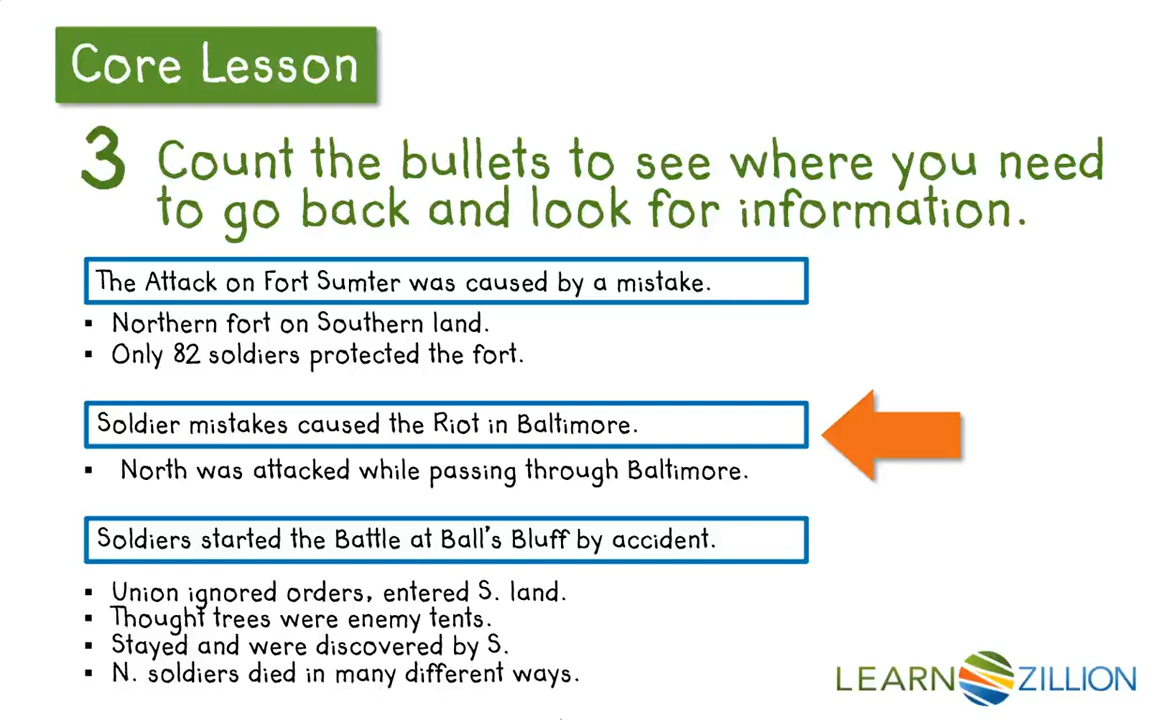 Core Lesson
3 Count the bullets to see where you need
to go back and look for information.
The Attack on Fort Sumter was caused by a mistake.
▪ Northern fort on Southern land.
▪ Only 82 soldiers protected the fort.
Soldier mistakes caused the Riot in Baltimore.
▪ North was attacked while passing through Baltimore.
Soldiers started the Battle at Ball's Bluff by accident.
▪ Union ignored orders, entered S. land.
▪ Thought trees were enemy tents.
▪ Stayed and were discovered by S.
▪ N. soldiers died in many different ways.
LEARN ZILLION